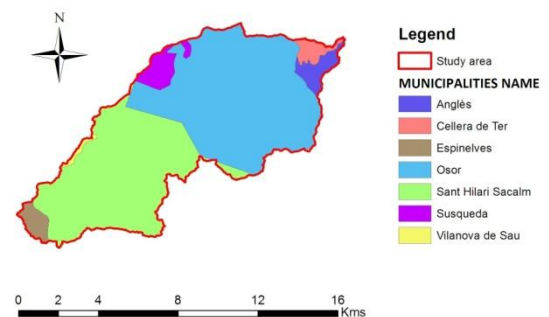 N
Legend
Study area
MUNICIPALITIES NAME
Anglès
Cellera de Ter
Espinelves
Osor
Sant Hilari Sacalm
Susqueda
Vilanova de Sau
0 2 4 8 12 16
Kms